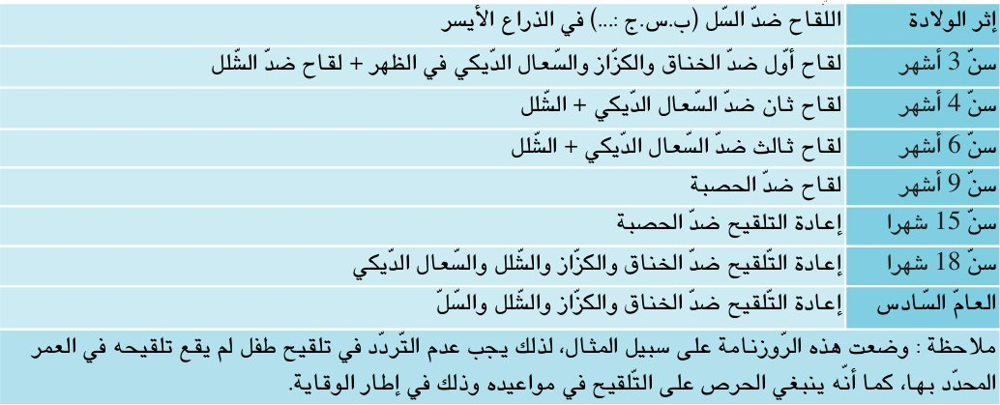 إثر الولادة اللّقاح ضدّ السّل (ب.س.ج :...) في الذراع الأيسر
سنّ 3 أشهر لقاح أوّل ضدّ الخناق والكزّاز والسّعال الدّيكي في الظهر + لقاح ضدّ الشّلل
سنّ 4 أشهر لقاح ثان ضدّ السّعال الدّيكي + الشّلل
سنّ 6 أشهر لقاح ثالث ضدّ السّعال الدّيكي + الشّلل
سنّ 9 أشهر لقاح ضدّ الحصبة
سنّ 15 شهرا إعادة التلقيح ضدّ الحصبة
سنّ 18 شهرا إعادة التّلقيح ضدّ الخناق والكزّاز والشّلل والسّعال الدّيكي
العامّ السّادس إعادة التّلقيح ضدّ الخناق والكزّاز والشّلل والسّلّ
ملاحظة : وضعت هذه الرّوزنامة على سبيل المثال، لذلك يجب عدم التّردّد في تلقيح طفل لم يقع تلقيحه في العمر
المحدّد بها، كما أنّه ينبغي الحرص على التّلقيح في مواعيده وذلك في إطار الوقاية.